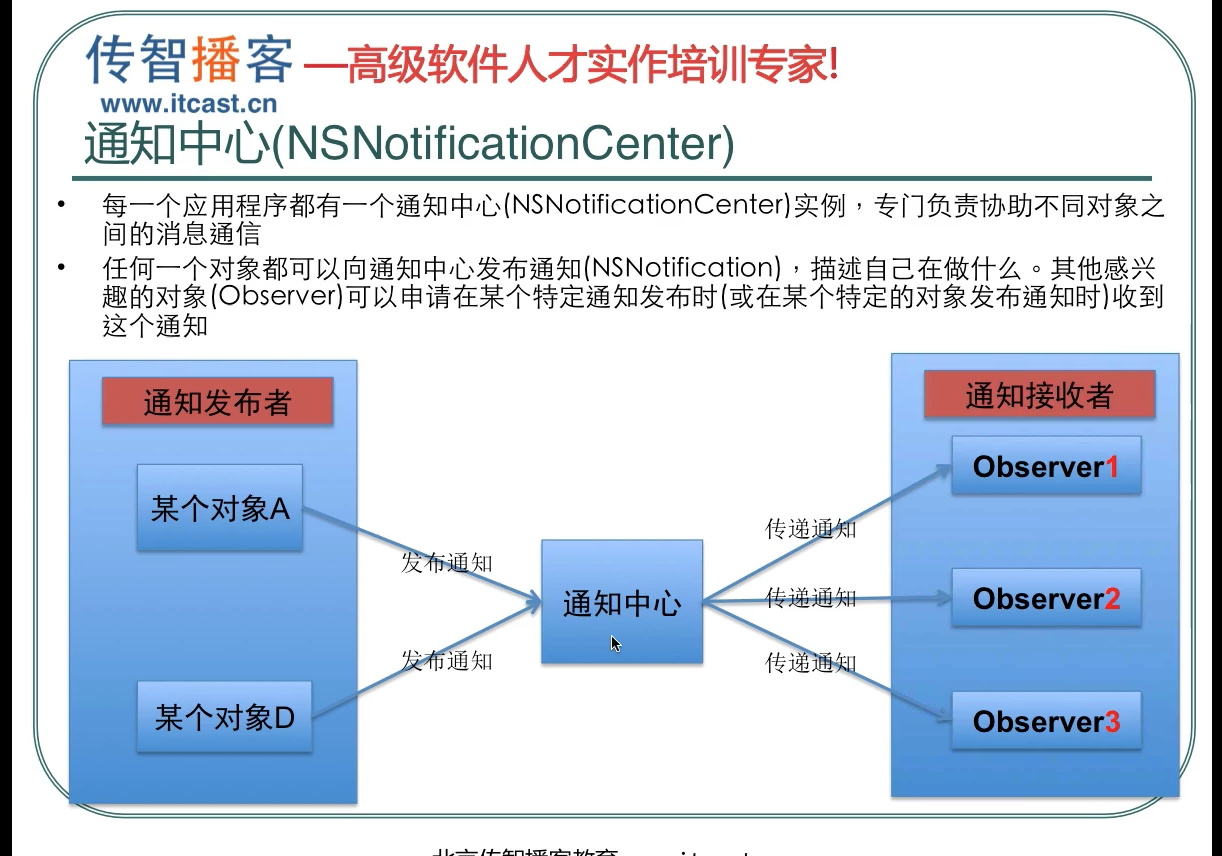 传智播客 —高级软件人才实作培训专家!
www.itcast.cn
通知中心(NSNotificationCenter)
• 每一个应用程序都有一个通知中心(NSNotificationCenter)实例，专门负责协助不同对象之
间的消息通信
• 任何一个对象都可以向通知中心发布通知(NSNotification)，描述自己在做什么。其他感兴
趣的对象(Observer)可以申请在某个特定通知发布时(或在某个特定的对象发布通知时)收到
这个通知
通知发布者
某个对象A
某个对象D
发布通知
发布通知
通知中心
传递通知
传递通知
传递通知
通知接收者
Observer1
Observer2
Observer3
北京传智播客教育